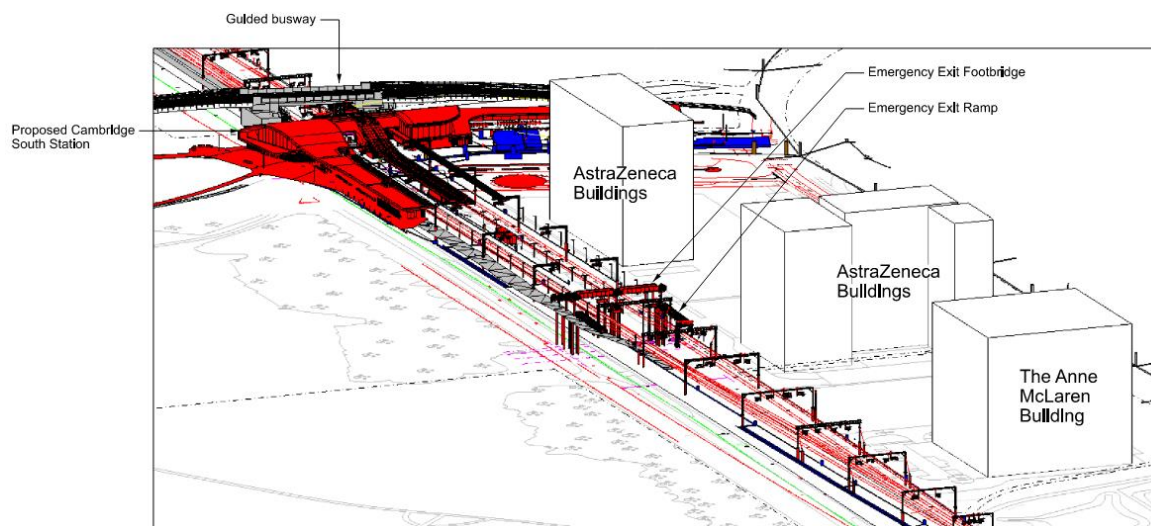 Guided busway
Emergency Exit Footbridge
Emergency Exit Ramp
Proposed Cambridge
South Station
AstraZeneca
Buildings
AstraZeneca
Buildings
The Anne
McLaren
Building